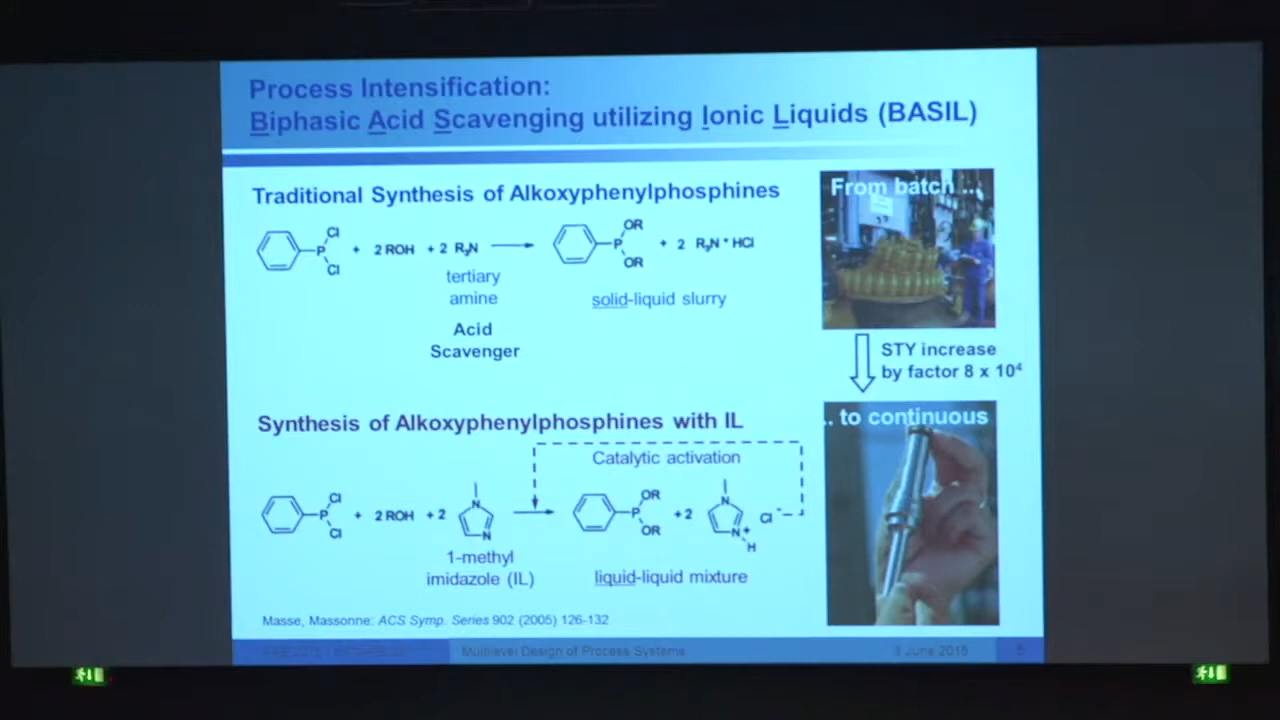 Process Intensification:
Biphasic Acid Scavenging utilizing Ionic Liquids (BASIL)
Traditional Synthesis of Alkoxyphenylphosphines
Cl
P
Cl
+ 2 ROH + 2 R₃N
OR
P
OR
+ 2 R₃N * HCl
tertiary
amine
solid-liquid slurry
Acid
Scavenger
From batch ...
STY increase
by factor 8 x 10⁴
.. to continuous
Synthesis of Alkoxyphenylphosphines with IL
Catalytic activation
Cl
P
Cl
+ 2 ROH + 2
N
N
OR
P
OR
+ 2
N
N+
H
Cl -
1-methyl
imidazole (IL)
liquid-liquid mixture
Masse, Massonne: ACS Symp. Series 902 (2005) 126-132
Multilevel Design of Process Systems
3 June 2015
5